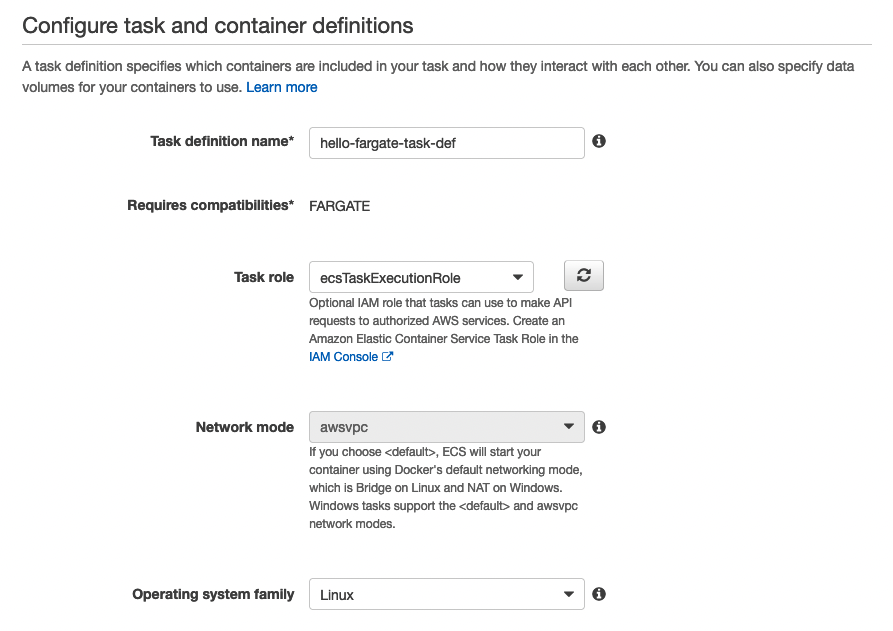 Configure task and container definitions
A task definition specifies which containers are included in your task and how they interact with each other. You can also specify data
volumes for your containers to use. Learn more
Task definition name* hello-fargate-task-def
Requires compatibilities* FARGATE
Task role ecsTaskExecutionRole
Optional IAM role that tasks can use to make API
requests to authorized AWS services. Create an
Amazon Elastic Container Service Task Role in the
IAM Console
Network mode awsvpc
If you choose <default>, ECS will start your
container using Docker's default networking mode,
which is Bridge on Linux and NAT on Windows.
Windows tasks support the <default> and awsvpc
network modes.
Operating system family Linux